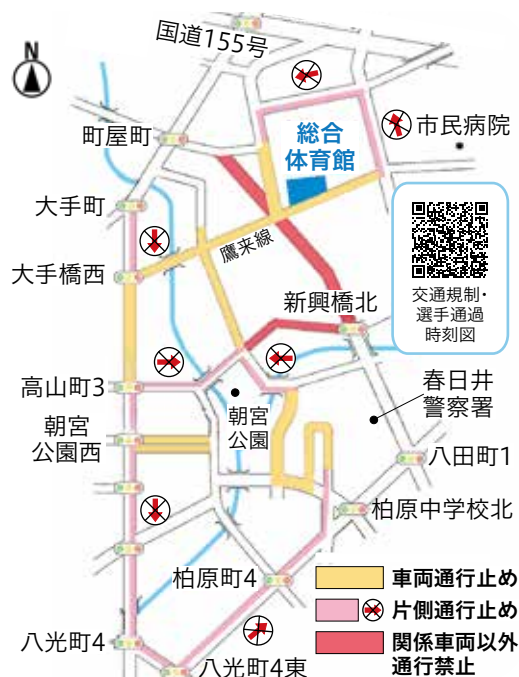 国道155号
N
町屋町
総合
体育館
市民病院
大手町
鷹来線
交通規制・
選手通過
時刻図
大手橋西
新興橋北
高山町3
朝宮
公園
春日井
警察署
朝宮
公園西
八田町1
柏原中学校北
柏原町4
車両通行止め
片側通行止め
八光町4
八光町4東
関係車両以外
通行禁止